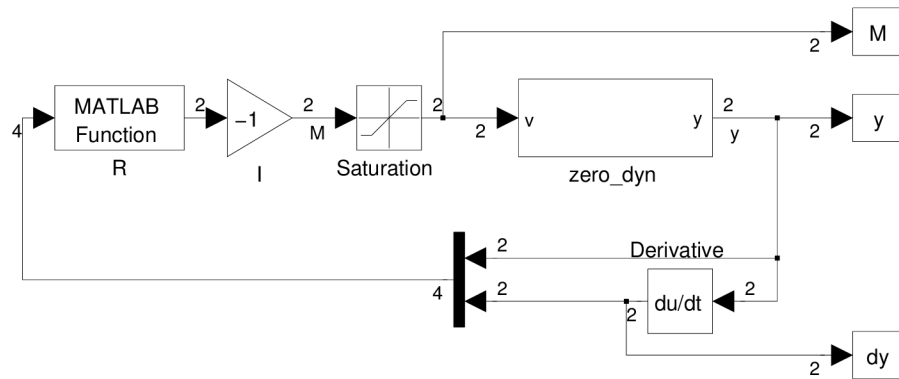 2
M
MATLAB
Function
R
4
2
−1
I
2
M
Saturation
2
2
v
y
zero_dyn
2
y
2
y
Derivative
2
2
4
du/dt
2
2
2
dy